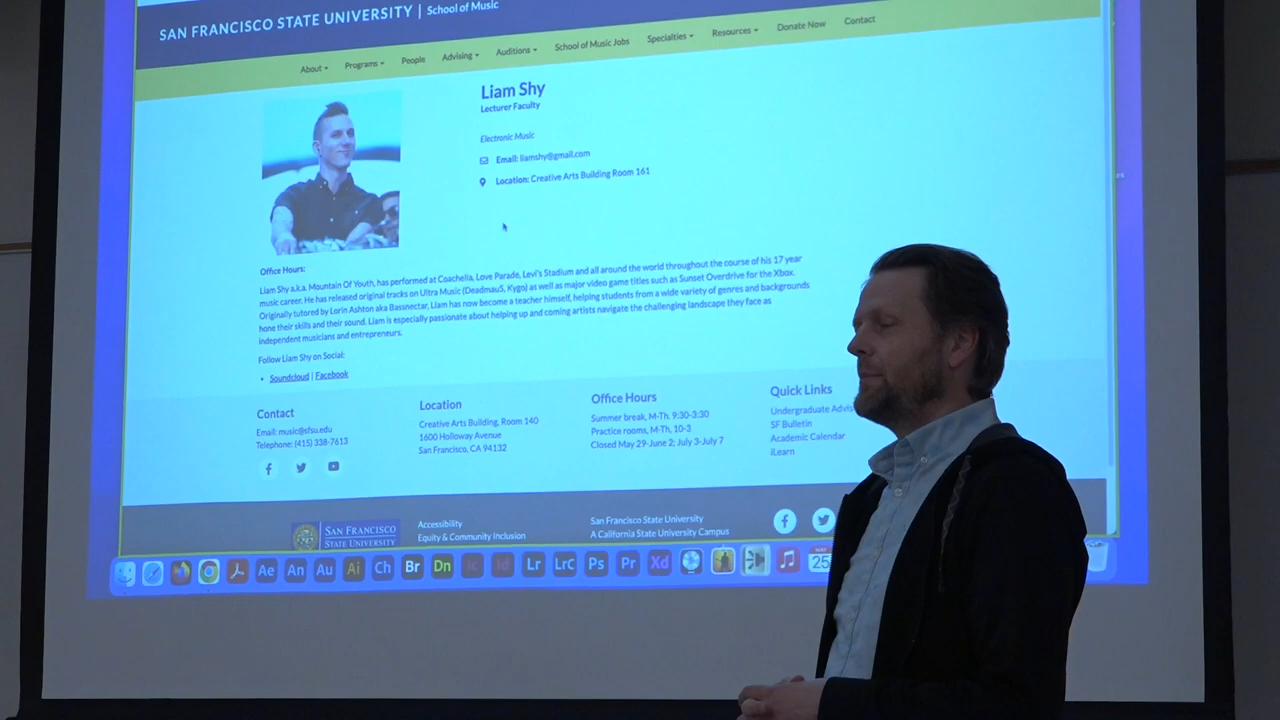 SAN FRANCISCO STATE UNIVERSITY | School of Music
About Programs People Advising Auditions School of Music Jobs Specialties Resources Donate Now Contact
Liam Shy
Lecturer Faculty
Electronic Music
Email: liamshy@gmail.com
Location: Creative Arts Building Room 161
Office Hours:
Liam Shy a.k.a. Mountain Of Youth, has performed at Coachella, Love Parade, Levi's Stadium and all around the world throughout the course of his 17 year
music career. He has released original tracks on Ultra Music (Deadmau5, Kygo) as well as major video game titles such as Sunset Overdrive for the Xbox.
Originally tutored by Lorin Ashton aka Bassnectar, Liam has now become a teacher himself, helping students from a wide variety of genres and backgrounds
hone their skills and their sound. Liam is especially passionate about helping up and coming artists navigate the challenging landscape they face as
independent musicians and entrepreneurs.
Follow Liam Shy on Social:
Soundcloud | Facebook
Contact
Email: music@sfsu.edu
Telephone: (415) 338-7613
Location
Creative Arts Building, Room 140
1600 Holloway Avenue
San Francisco, CA 94132
Office Hours
Summer break, M-Th. 9:30-3:30
Practice rooms, M-Th, 10-3
Closed May 29-June 2; July 3-July 7
Quick Links
Undergraduate Advis
SF Bulletin
Academic Calendar
iLearn
SAN FRANCISCO
STATE UNIVERSITY
Accessibility
Equity & Community Inclusion
San Francisco State University
A California State University Campus
Ae An Au Ai Ch Br Dn Ic Id Lr LrC Ps Pr Xd 25